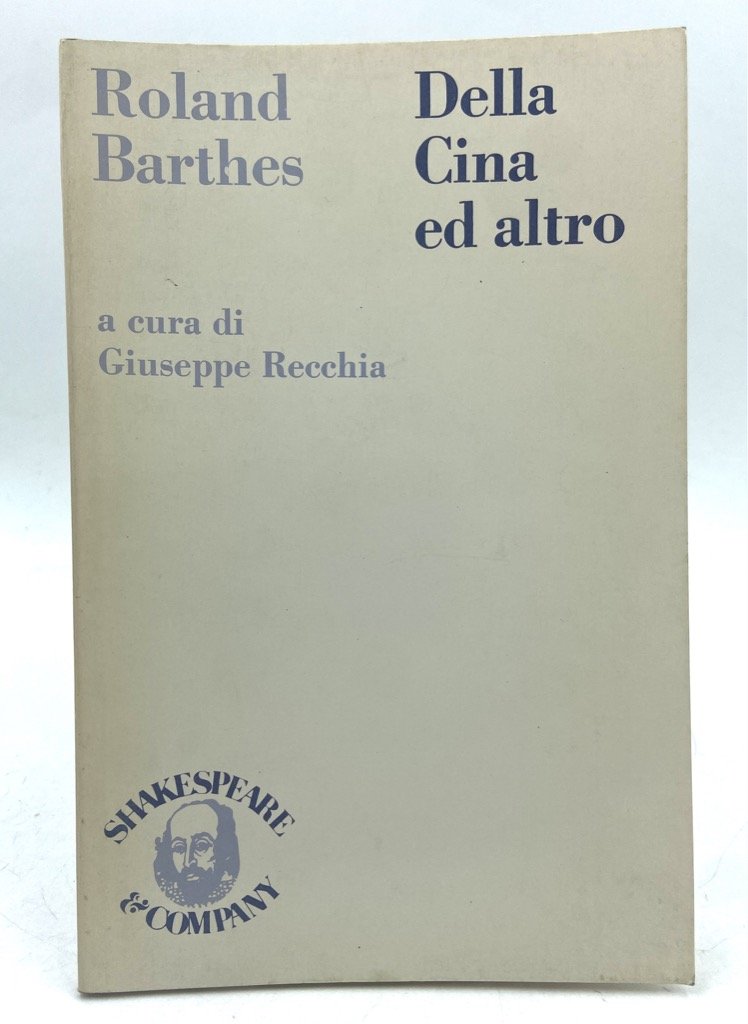 Roland
Barthes
Della
Cina
ed altro
a cura di
Giuseppe Recchia
SHAKESPEARE
& COMPANY